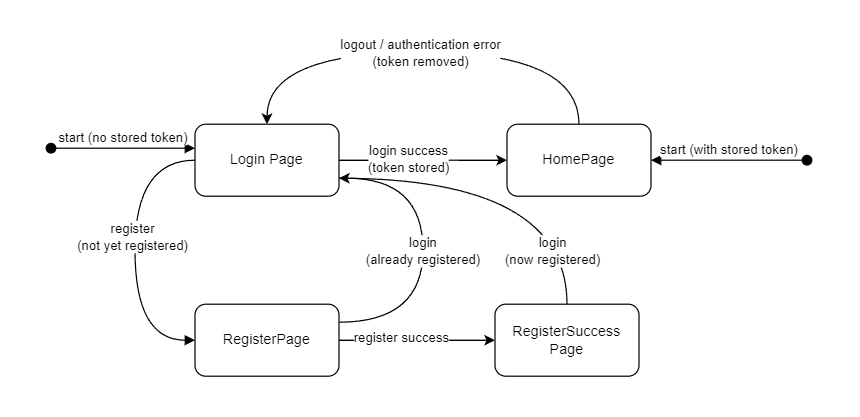 logout / authentication error
(token removed)
start (no stored token)
Login Page
login success
(token stored)
HomePage
start (with stored token)
register
(not yet registered)
login
(already registered)
login
(now registered)
RegisterPage
register success
RegisterSuccess
Page